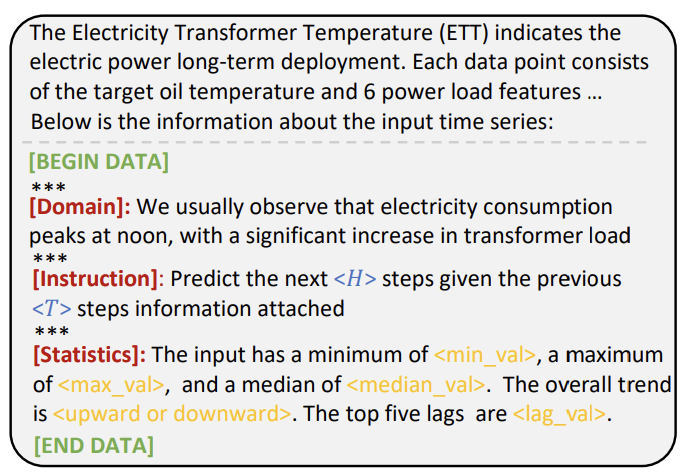 The Electricity Transformer Temperature (ETT) indicates the
electric power long-term deployment. Each data point consists
of the target oil temperature and 6 power load features ...
Below is the information about the input time series:
[BEGIN DATA]
***
[Domain]: We usually observe that electricity consumption
peaks at noon, with a significant increase in transformer load
***
[Instruction]: Predict the next <H> steps given the previous
<T> steps information attached
***
[Statistics]: The input has a minimum of <min_val>, a maximum
of <max_val>, and a median of <median_val>. The overall trend
is <upward or downward>. The top five lags are <lag_val>.
[END DATA]